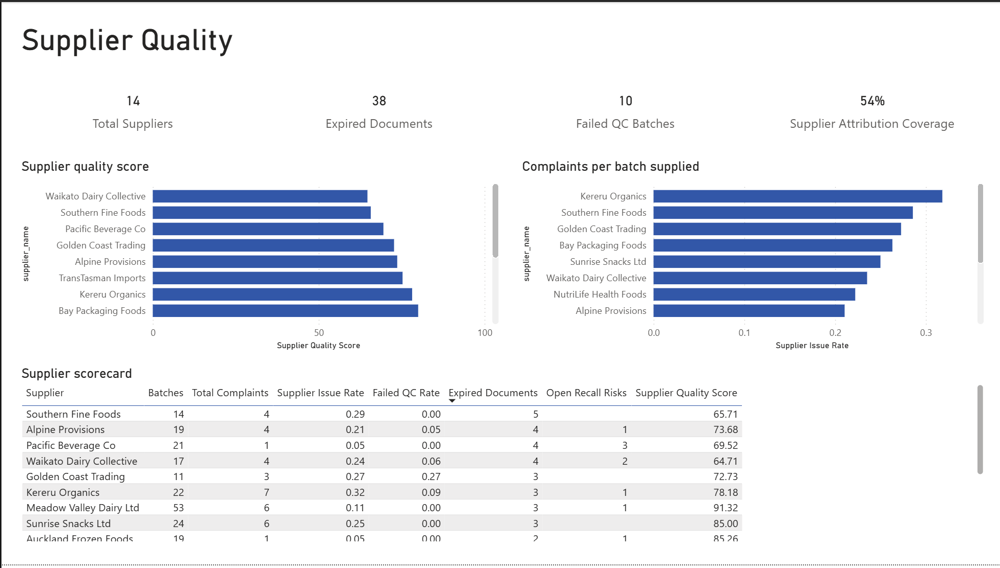 Supplier Quality
14 38 10 54%
Total Suppliers Expired Documents Failed QC Batches Supplier Attribution Coverage
Supplier quality score
supplier_name
Waikato Dairy Collective
Southern Fine Foods
Pacific Beverage Co
Golden Coast Trading
Alpine Provisions
TransTasman Imports
Kereru Organics
Bay Packaging Foods
0 50 100
Supplier Quality Score
Complaints per batch supplied
supplier_name
Kereru Organics
Southern Fine Foods
Golden Coast Trading
Bay Packaging Foods
Sunrise Snacks Ltd
Waikato Dairy Collective
NutriLife Health Foods
Alpine Provisions
0.0 0.1 0.2 0.3
Supplier Issue Rate
Supplier scorecard
Supplier Batches Total Complaints Supplier Issue Rate Failed QC Rate Expired Documents Open Recall Risks Supplier Quality Score
Southern Fine Foods 14 4 0.29 0.00 5 65.71
Alpine Provisions 19 4 0.21 0.05 4 1 73.68
Pacific Beverage Co 21 1 0.05 0.00 4 3 69.52
Waikato Dairy Collective 17 4 0.24 0.06 4 2 64.71
Golden Coast Trading 11 3 0.27 0.27 3 72.73
Kereru Organics 22 7 0.32 0.09 3 1 78.18
Meadow Valley Dairy Ltd 53 6 0.11 0.00 3 1 91.32
Sunrise Snacks Ltd 24 6 0.25 0.00 3 85.00
Auckland Frozen Foods 19 1 0.05 0.00 2 1 85.26